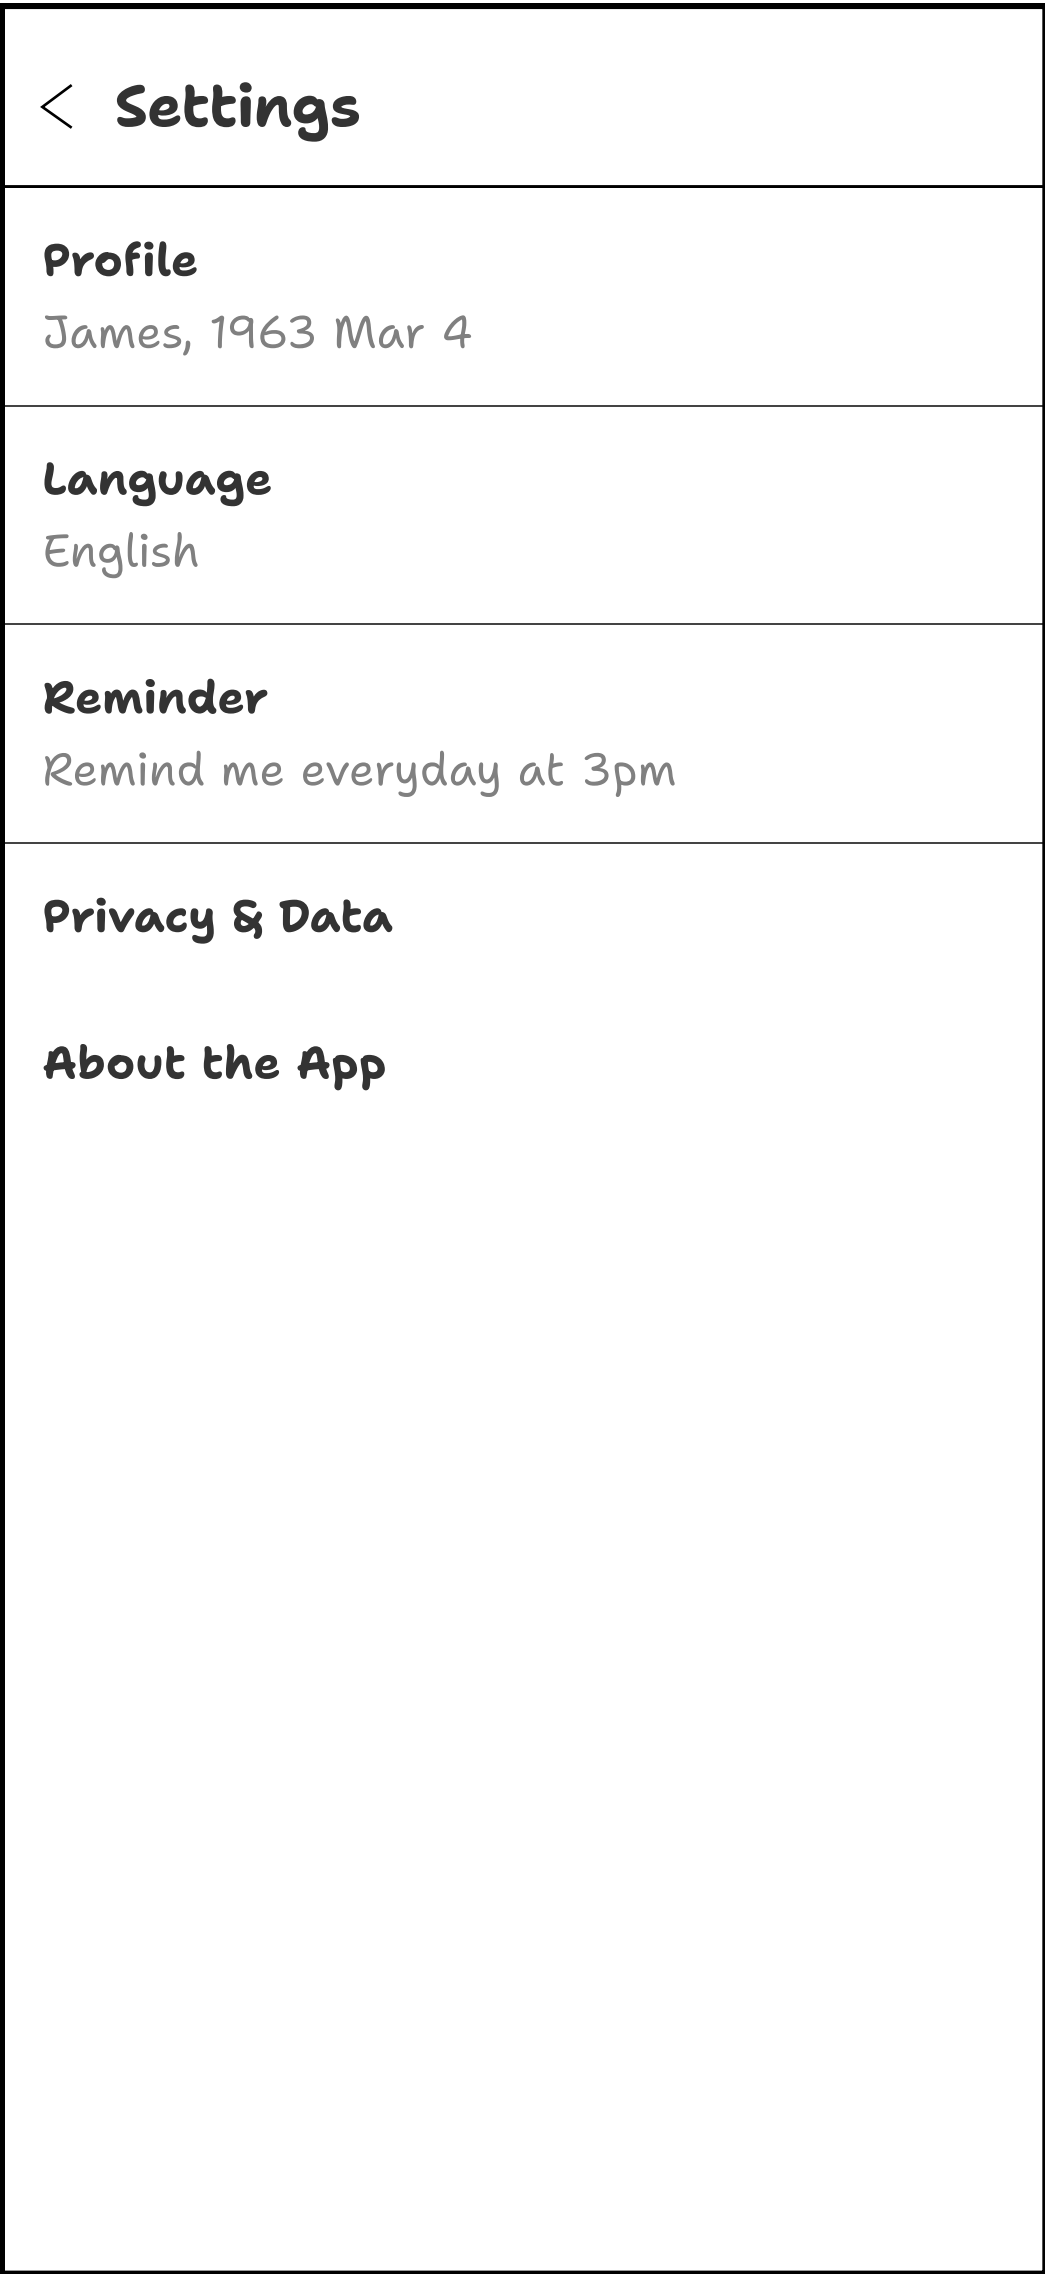 Settings
Profile
James, 1963 Mar 4
Language
English
Reminder
Remind me everyday at 3pm
Privacy & Data
About the App